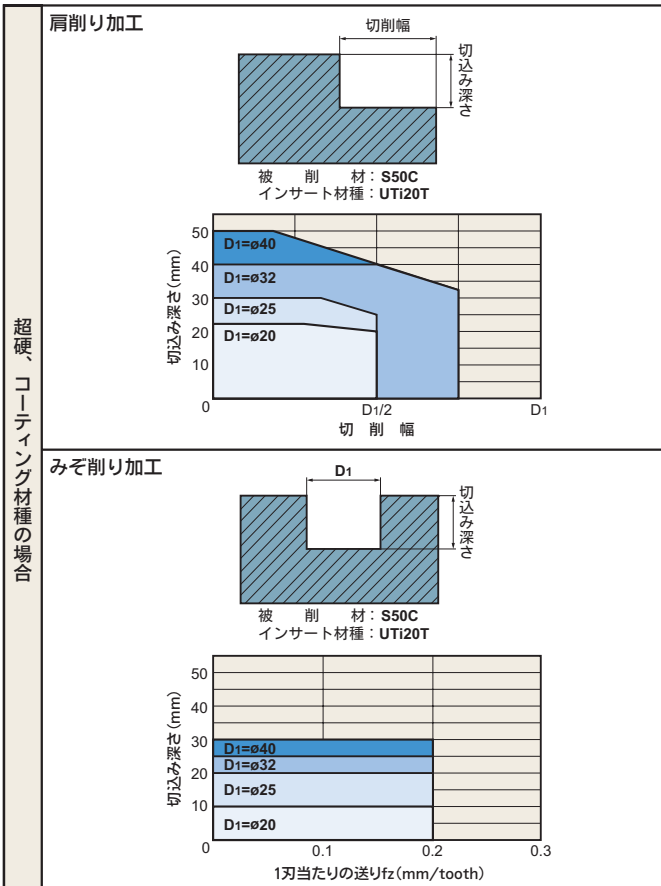 超硬、コーティング材種の場合
肩削り加工
切削幅
切込み深さ
被削材：S50C
インサート材種：UTi20T
切込み深さ(mm)
50
40
30
20
10
0
D1=ø40
D1=ø32
D1=ø25
D1=ø20
D1/2
D1
切削幅
みぞ削り加工
D1
切込み深さ
被削材：S50C
インサート材種：UTi20T
切込み深さ(mm)
50
40
30
20
10
0
D1=ø40
D1=ø32
D1=ø25
D1=ø20
0.1
0.2
0.3
1刃当たりの送りfz(mm/tooth)